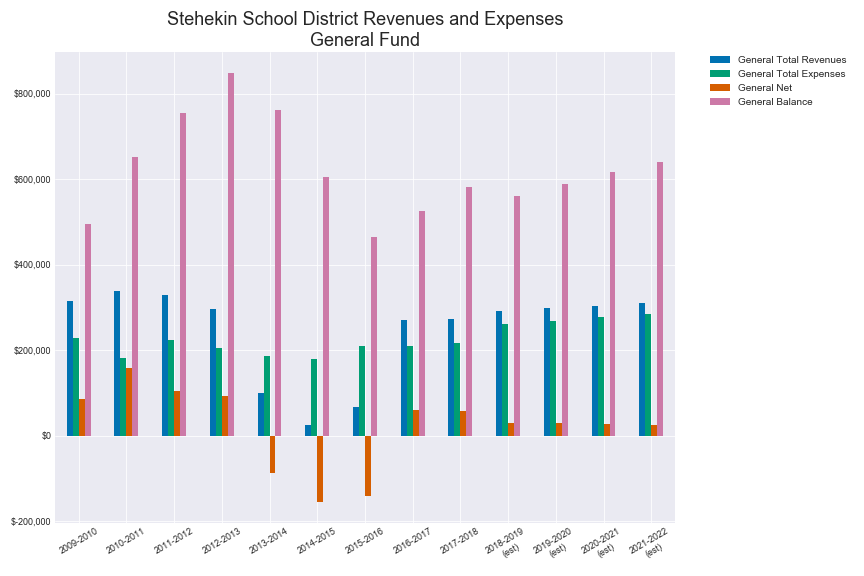 Stehekin School District Revenues and Expenses
General Fund
General Total Revenues
General Total Expenses
General Net
General Balance
$800,000
$600,000
$400,000
$200,000
$0
$-200,000
2009-2010
2010-2011
2011-2012
2012-2013
2013-2014
2014-2015
2015-2016
2016-2017
2017-2018
2018-2019
(est)
2019-2020
(est)
2020-2021
(est)
2021-2022
(est)